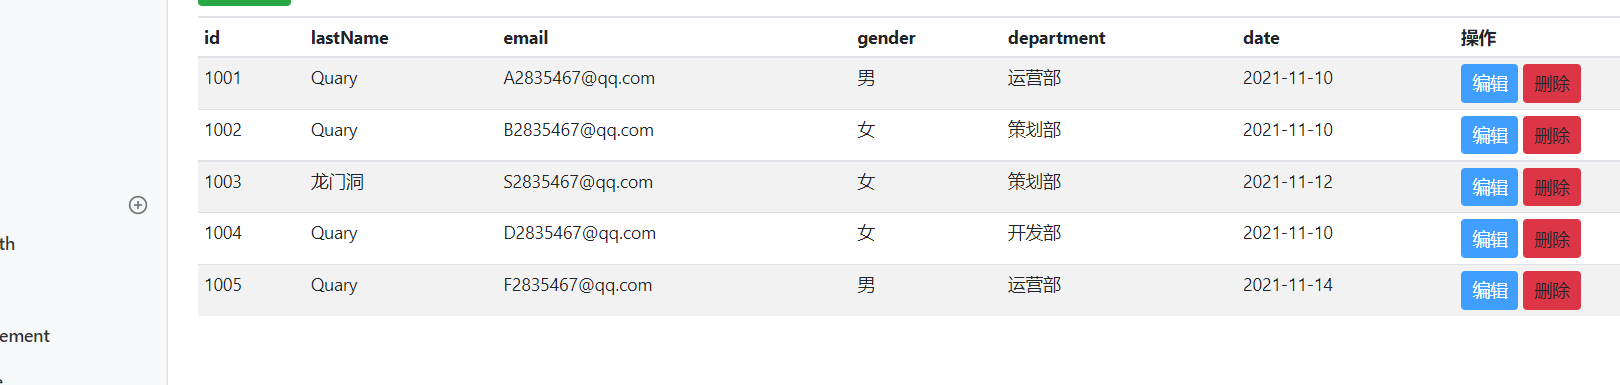 id lastName email gender department date 操作
1001 Quary A2835467@qq.com 男 运营部 2021-11-10 编辑 删除
1002 Quary B2835467@qq.com 女 策划部 2021-11-10 编辑 删除
1003 龙门洞 S2835467@qq.com 女 策划部 2021-11-12 编辑 删除
th
1004 Quary D2835467@qq.com 女 开发部 2021-11-10 编辑 删除
1005 Quary F2835467@qq.com 男 运营部 2021-11-14 编辑 删除
ement